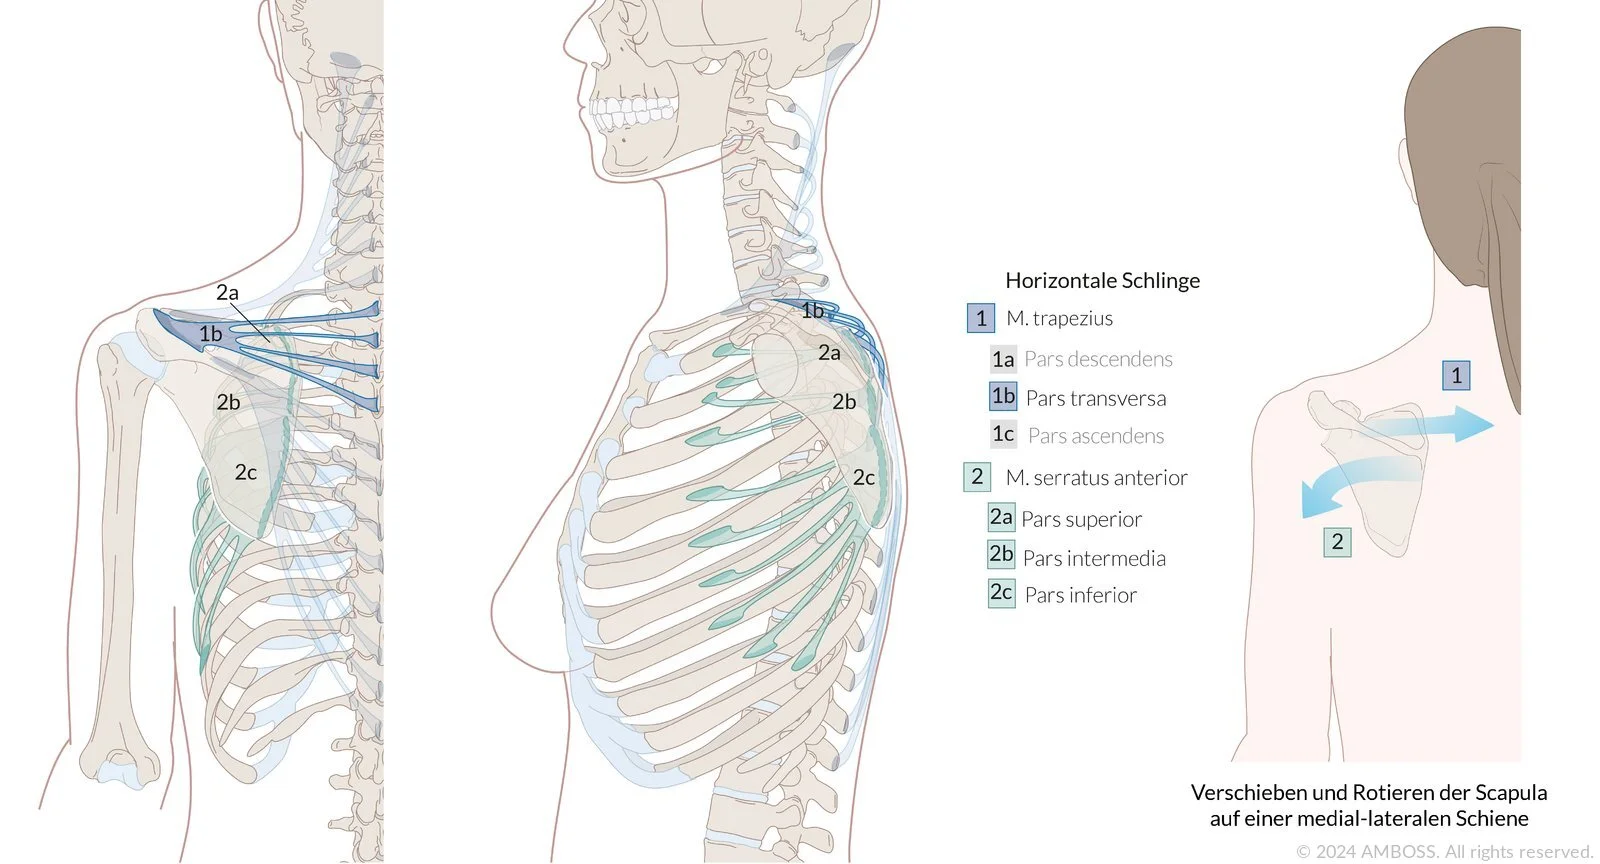 2a
1b
2b
2c
1b
2a
2b
2c
Horizontale Schlinge
1 M. trapezius
1a Pars descendens
1b Pars transversa
1c Pars ascendens
2 M. serratus anterior
2a Pars superior
2b Pars intermedia
2c Pars inferior
1
2
Verschieben und Rotieren der Scapula
auf einer medial-lateralen Schiene
© 2024 AMBOSS. All rights reserved.